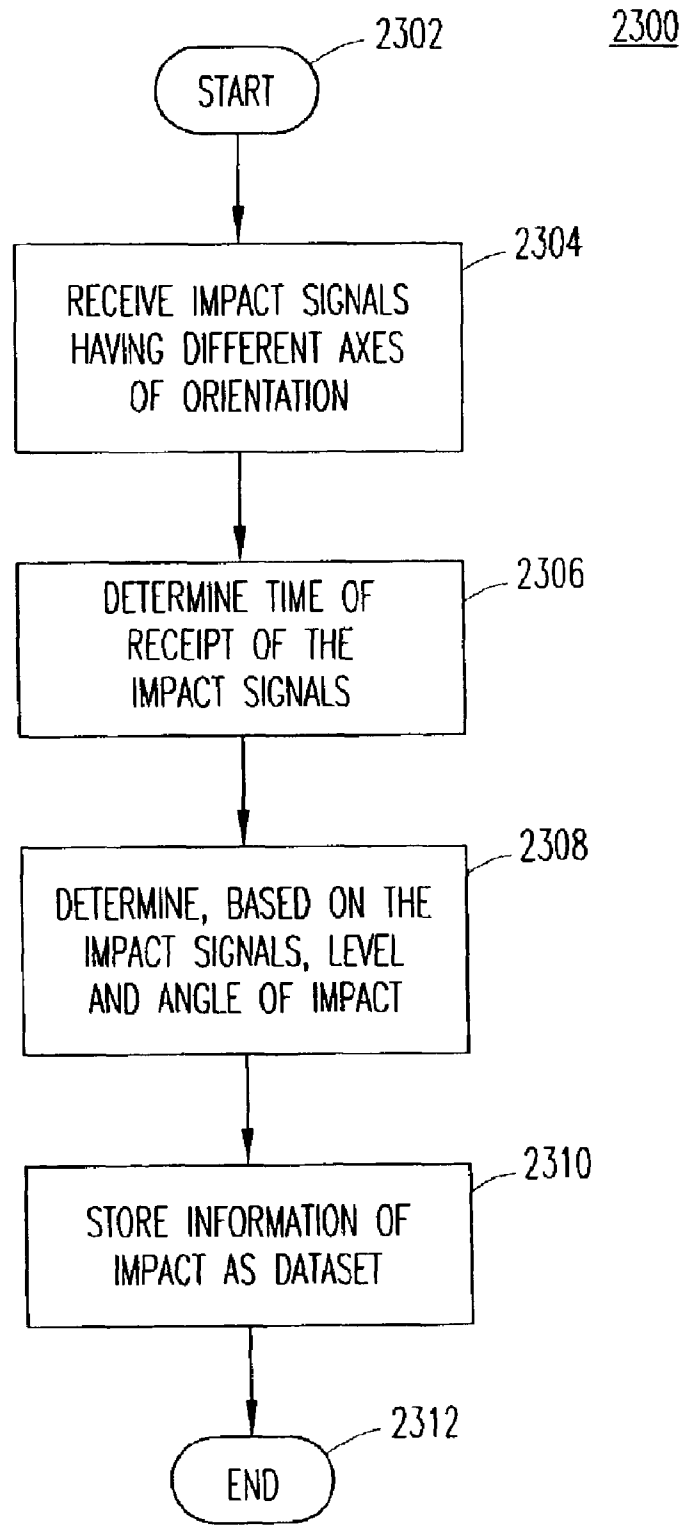 2300
2302
START
2304
RECEIVE IMPACT SIGNALS
HAVING DIFFERENT AXES
OF ORIENTATION
2306
DETERMINE TIME OF
RECEIPT OF THE
IMPACT SIGNALS
2308
DETERMINE, BASED ON THE
IMPACT SIGNALS, LEVEL
AND ANGLE OF IMPACT
2310
STORE INFORMATION OF
IMPACT AS DATASET
2312
END